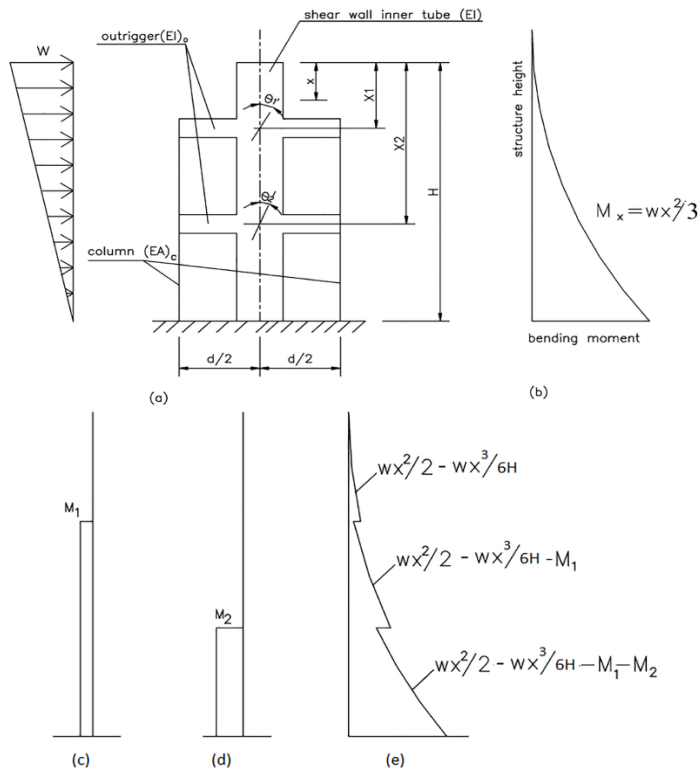 shear wall inner tube (EI)
outrigger(EI)ₒ
W
x
X1
X2
H
Θr
Θd
column (EA)c
d/2
d/2
(a)
structure height
Mₓ=wx²/3
bending moment
(b)
M₁
(c)
M₂
(d)
wx²/2 - wx³/6H
wx²/2 - wx³/6H - M₁
wx²/2 - wx³/6H - M₁ - M₂
(e)